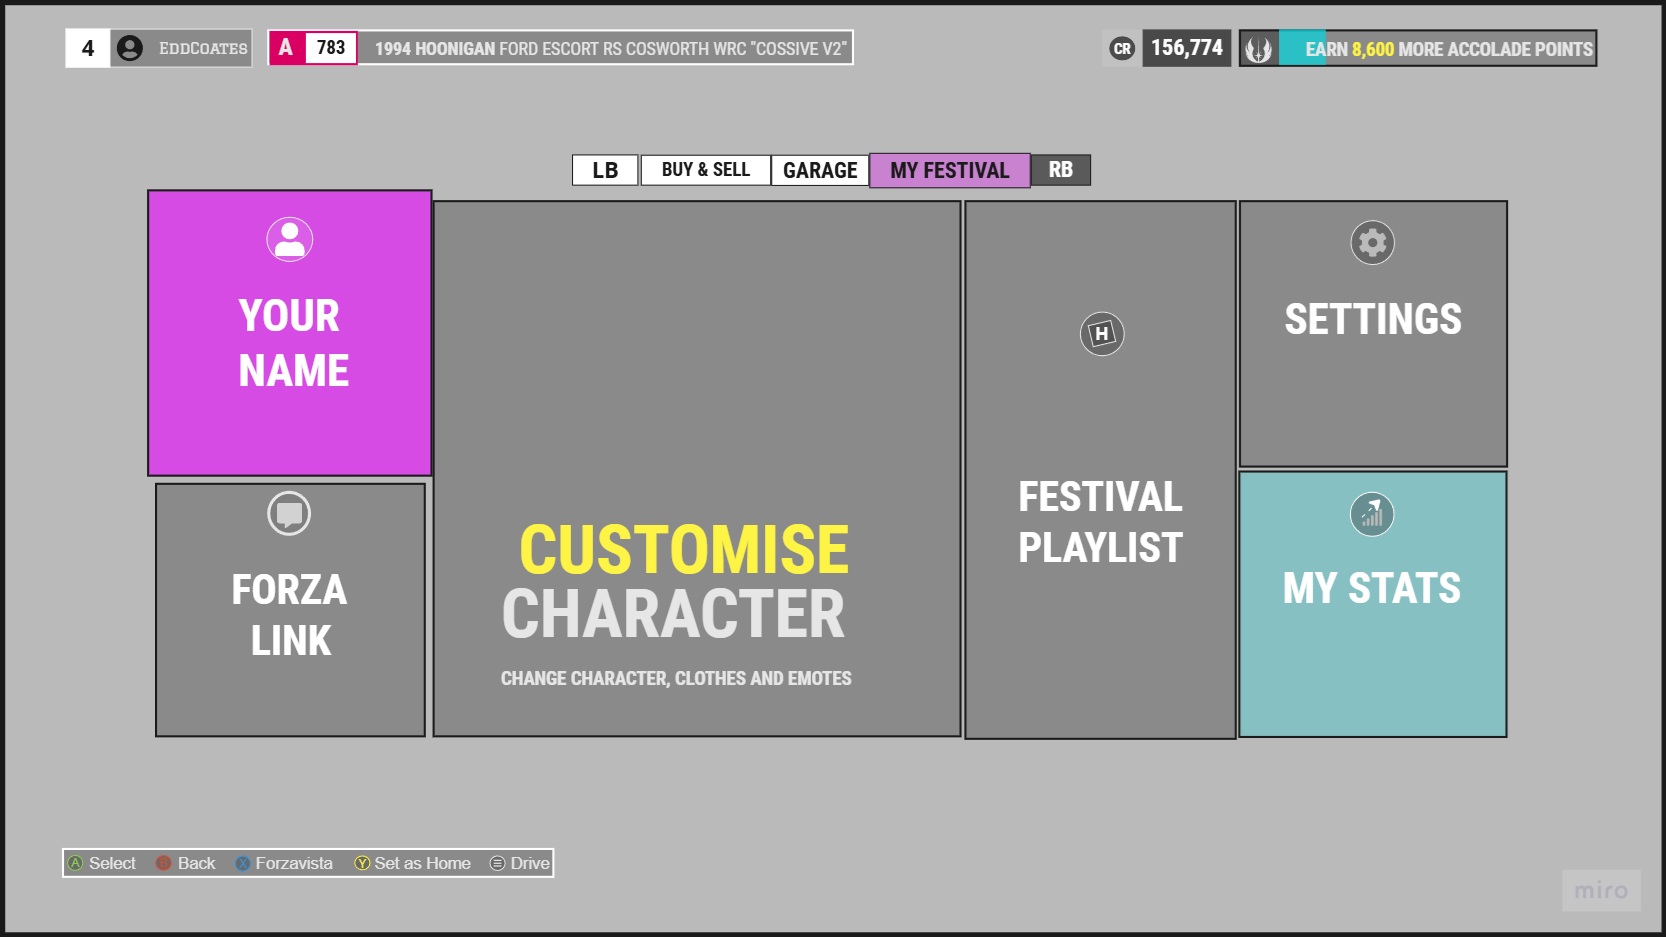 4 EDDCOATES A 783 1994 HOONIGAN FORD ESCORT RS COSWORTH WRC "COSSIVE V2" CR 156,774 EARN 8,600 MORE ACCOLADE POINTS
LB BUY & SELL GARAGE MY FESTIVAL RB
YOUR
NAME
FORZA
LINK
CUSTOMISE
CHARACTER
CHANGE CHARACTER, CLOTHES AND EMOTES
H
FESTIVAL
PLAYLIST
SETTINGS
MY STATS
A Select B Back X Forzavista Y Set as Home Drive
miro